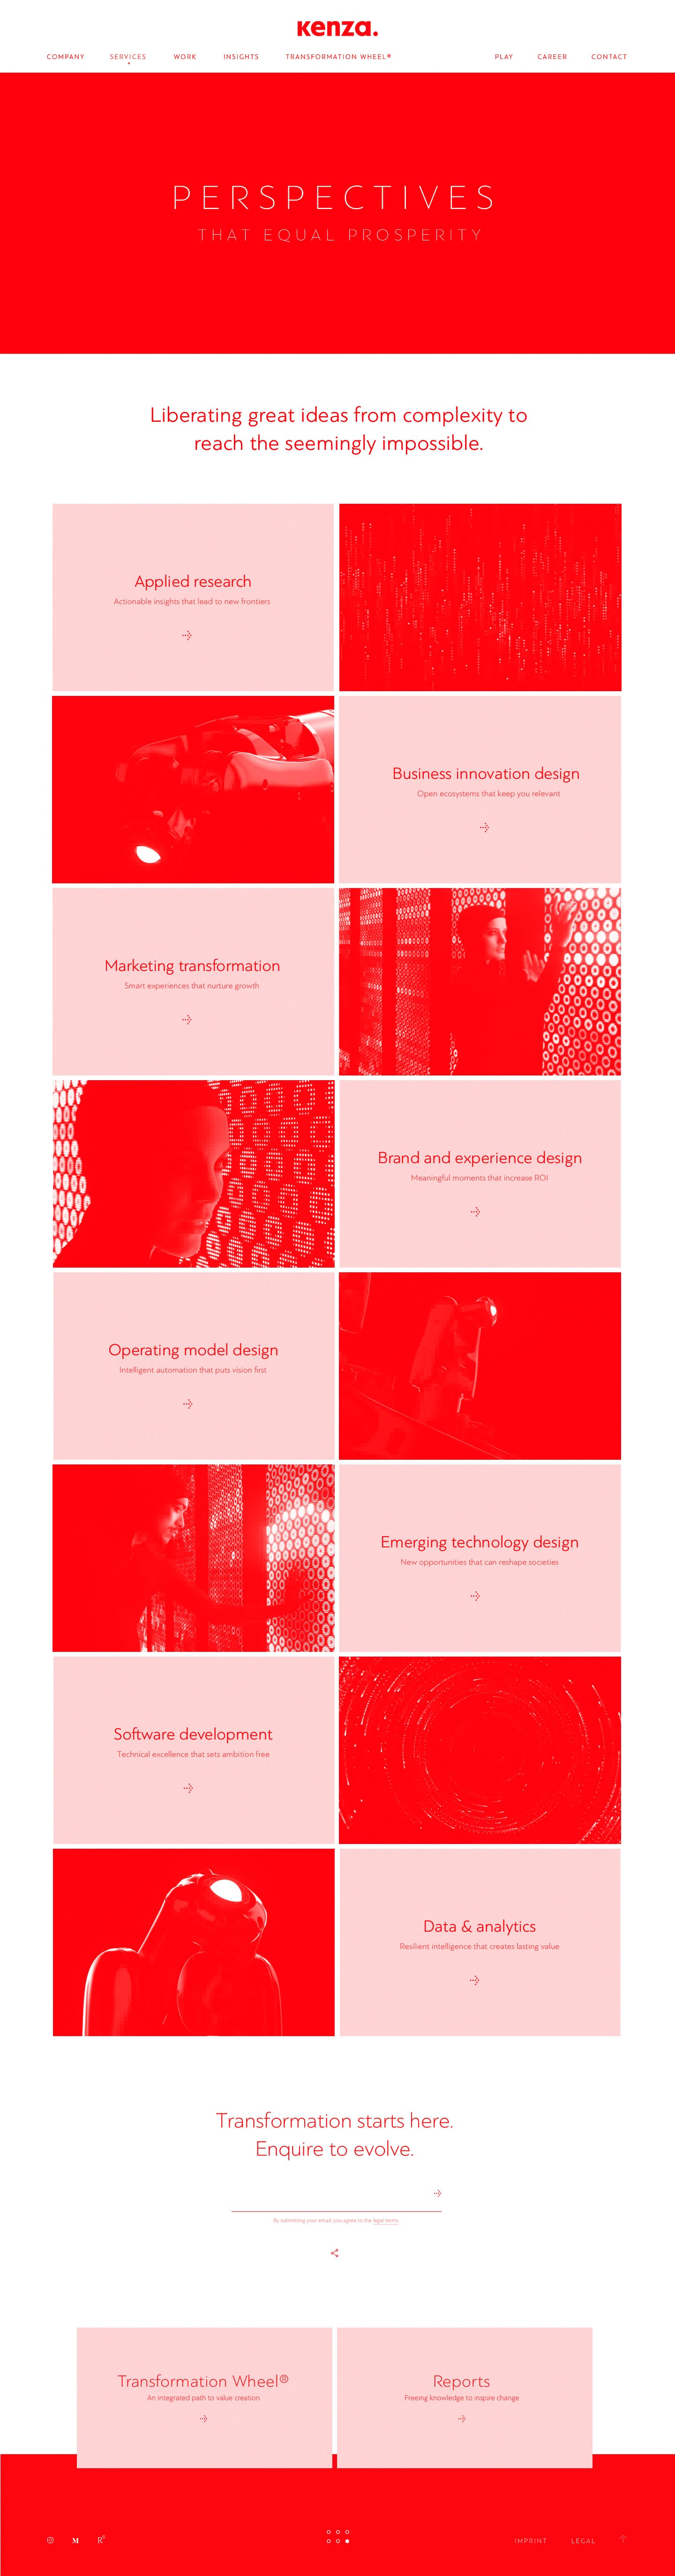 kenza.
COMPANY
SERVICES
WORK
INSIGHTS
TRANSFORMATION WHEEL®
PLAY
CAREER
CONTACT
PERSPECTIVES
THAT EQUAL PROSPERITY
Liberating great ideas from complexity to
reach the seemingly impossible.
Applied research
Actionable insights that lead to new frontiers
Business innovation design
Open ecosystems that keep you relevant
Marketing transformation
Smart experiences that nurture growth
Brand and experience design
Meaningful moments that increase ROI
Operating model design
Intelligent automation that puts vision first
Emerging technology design
New opportunities that can reshape societies
Software development
Technical excellence that sets ambition free
Data & analytics
Resilient intelligence that creates lasting value
Transformation starts here.
Enquire to evolve.
By submitting your email, you agree to the legal terms.
Transformation Wheel®
An integrated path to value creation
Reports
Freeing knowledge to inspire change
M
R⁶
IMPRINT
LEGAL